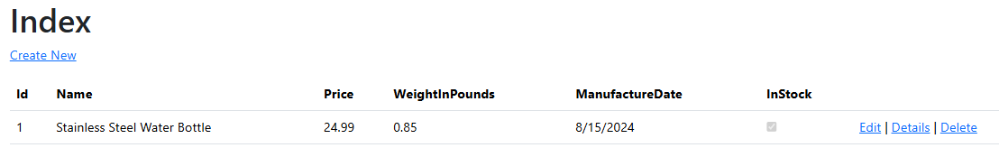 Index
Create New
Id Name Price WeightInPounds ManufactureDate InStock
1 Stainless Steel Water Bottle 24.99 0.85 8/15/2024 Edit | Details | Delete